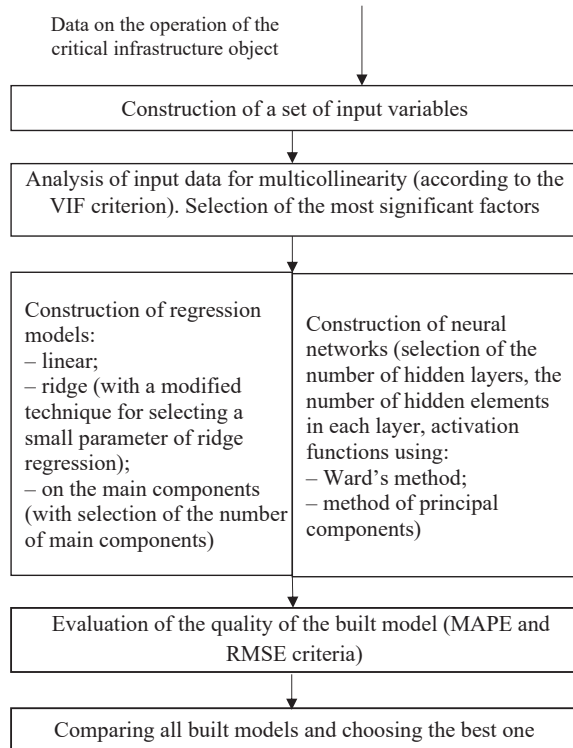 Data on the operation of the
critical infrastructure object
Construction of a set of input variables
Analysis of input data for multicollinearity (according to the
VIF criterion). Selection of the most significant factors
Construction of regression
models:
– linear;
– ridge (with a modified
technique for selecting a
small parameter of ridge
regression);
– on the main components
(with selection of the number
of main components)
Construction of neural
networks (selection of the
number of hidden layers, the
number of hidden elements
in each layer, activation
functions using:
– Ward’s method;
– method of principal
components)
Evaluation of the quality of the built model (MAPE and
RMSE criteria)
Comparing all built models and choosing the best one